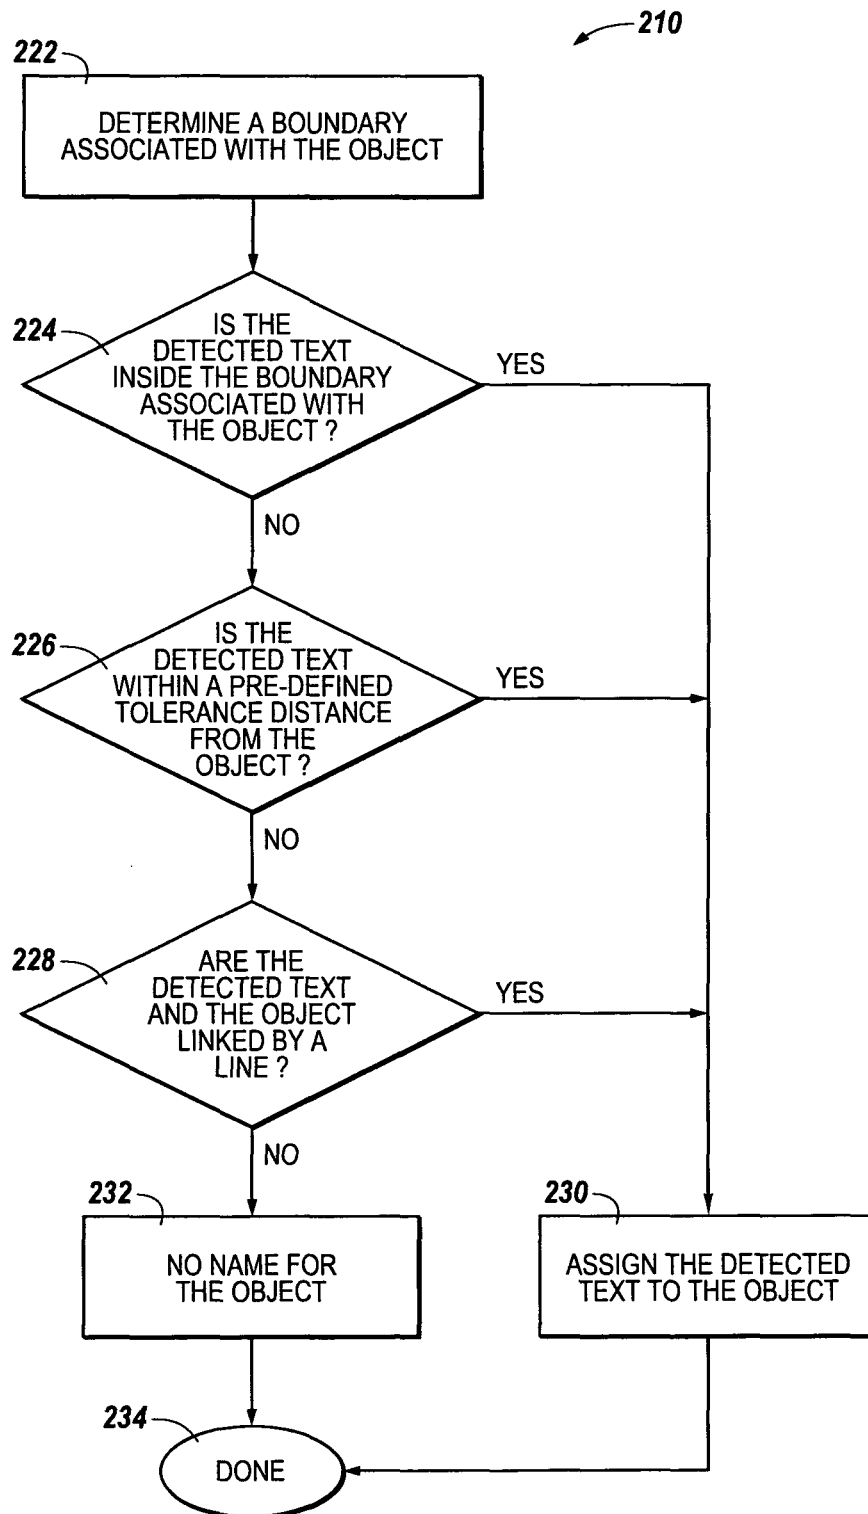 210
222
DETERMINE A BOUNDARY
ASSOCIATED WITH THE OBJECT
224
IS THE
DETECTED TEXT
INSIDE THE BOUNDARY
ASSOCIATED WITH
THE OBJECT ?
YES
NO
226
IS THE
DETECTED TEXT
WITHIN A PRE-DEFINED
TOLERANCE DISTANCE
FROM THE
OBJECT ?
YES
NO
228
ARE THE
DETECTED TEXT
AND THE OBJECT
LINKED BY A
LINE ?
YES
NO
232
NO NAME FOR
THE OBJECT
230
ASSIGN THE DETECTED
TEXT TO THE OBJECT
234
DONE